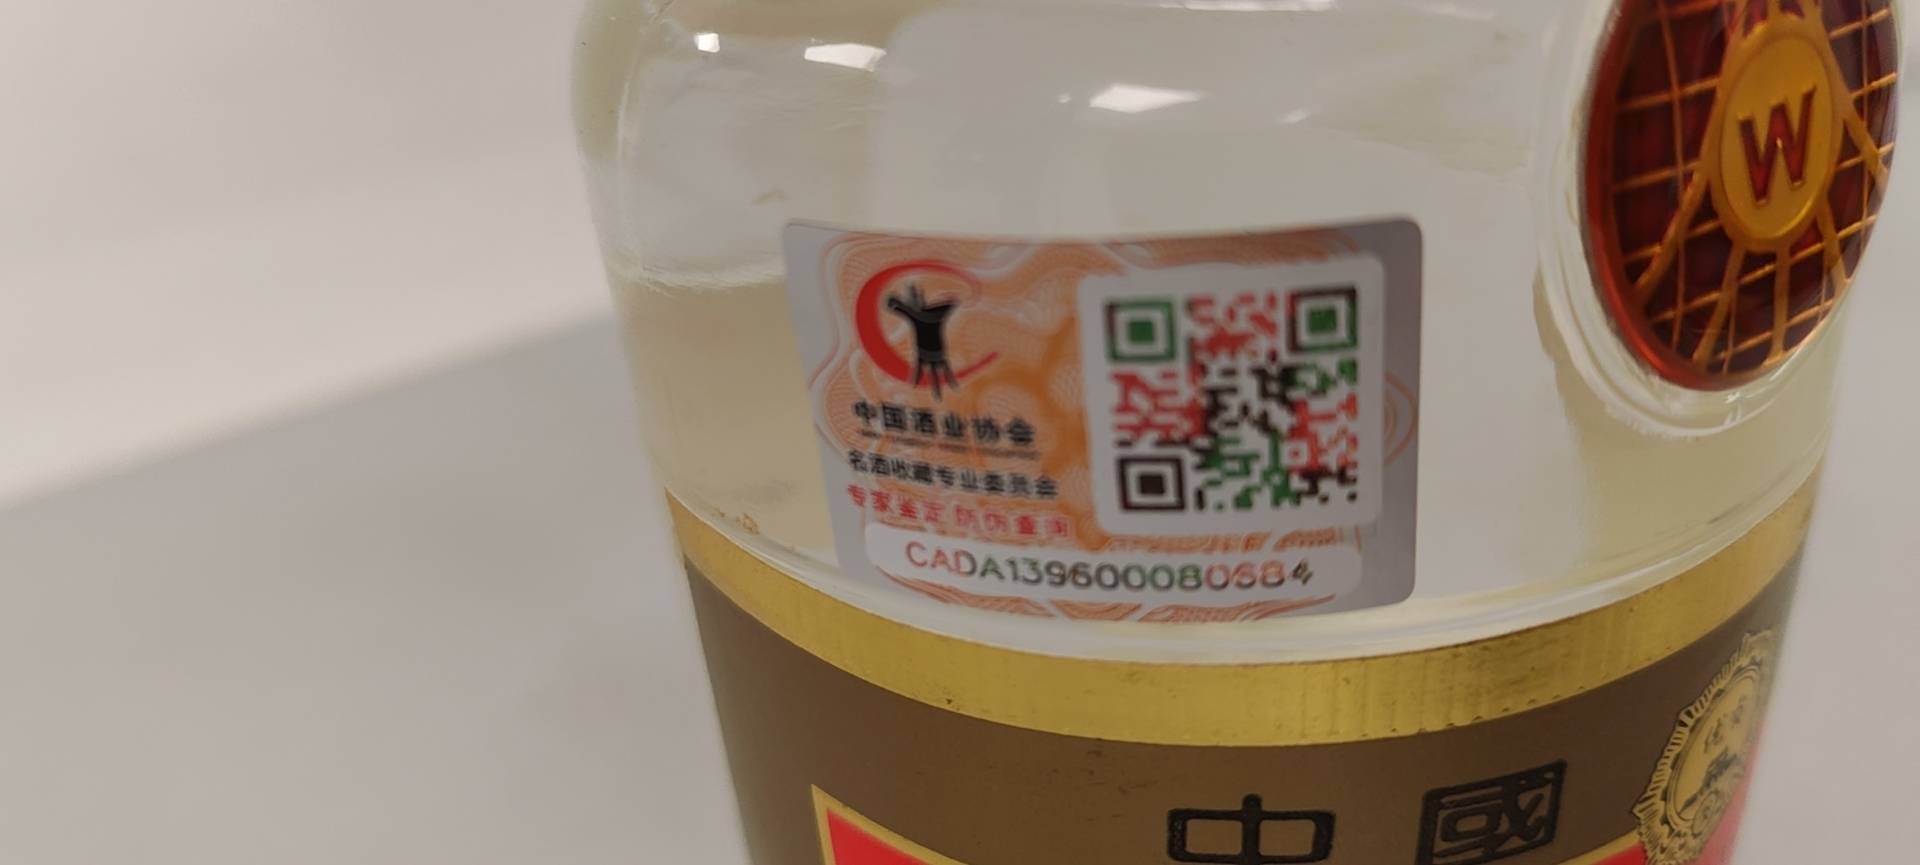 W
中国酒业协会
名酒收藏专业委员会
专家鉴定 防伪查询
CADA139600080684
中國